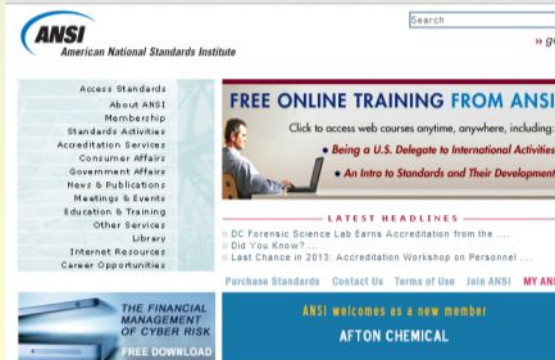 ANSI
American National Standards Institute
Search
Access Standards
About ANSI
Membership
Standards Activities
Accreditation Services
Consumer Affairs
Government Affairs
News & Publications
Meetings & Events
Education & Training
Other Services
Library
Internet Resources
Career Opportunities
FREE ONLINE TRAINING FROM ANSI
Click to access web courses anytime, anywhere, including:
• Being a U.S. Delegate to International Activities
• An Intro to Standards and Their Development
LATEST HEADLINES
DC Forensic Science Lab Earns Accreditation from the ....
Did You Know?....
Last Chance in 2013: Accreditation Workshop on Personnel ....
Purchase Standards Contact Us Terms of Use Join ANSI MY ANS
THE FINANCIAL
MANAGEMENT
OF CYBER RISK
FREE DOWNLOAD
ANSI welcomes as a new member
AFTON CHEMICAL